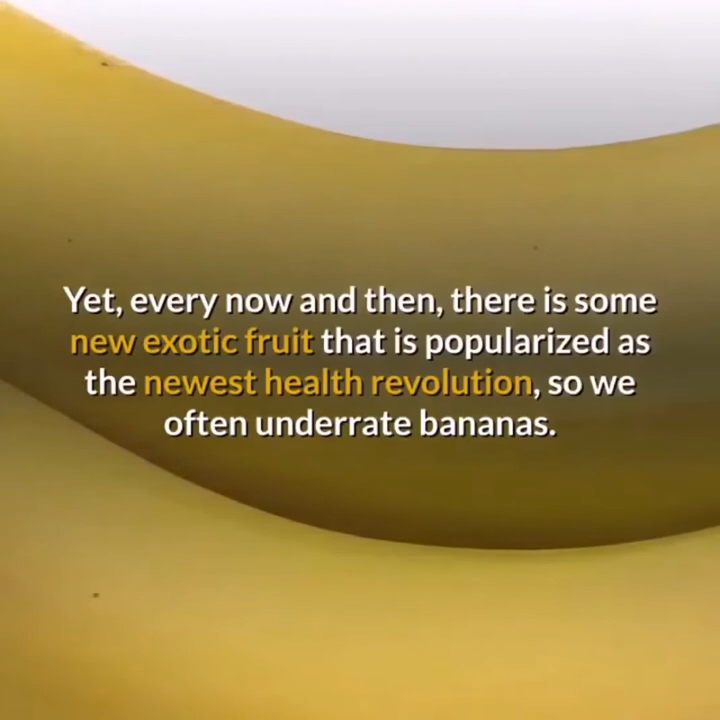 Yet, every now and then, there is some
new exotic fruit that is popularized as
the newest health revolution, so we
often underrate bananas.